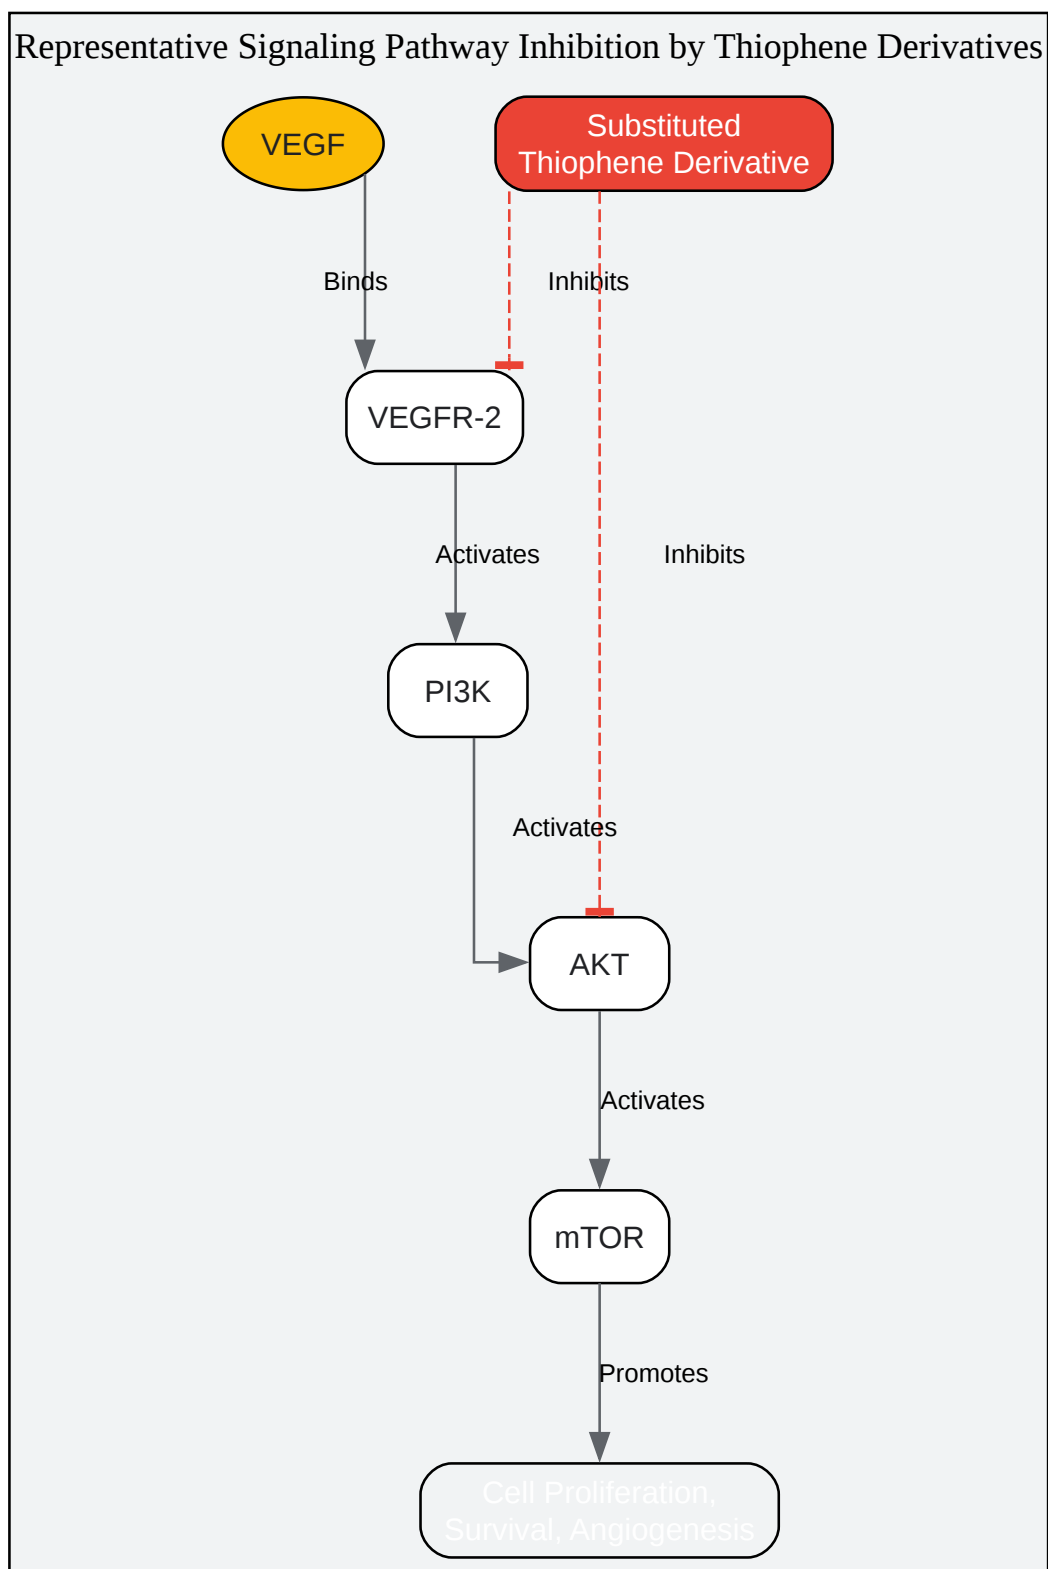 Representative Signaling Pathway Inhibition by Thiophene Derivatives
VEGF
Substituted
Thiophene Derivative
Binds
Inhibits
VEGFR-2
Activates
Inhibits
PI3K
Activates
AKT
Activates
mTOR
Promotes
Cell Proliferation,
Survival, Angiogenesis